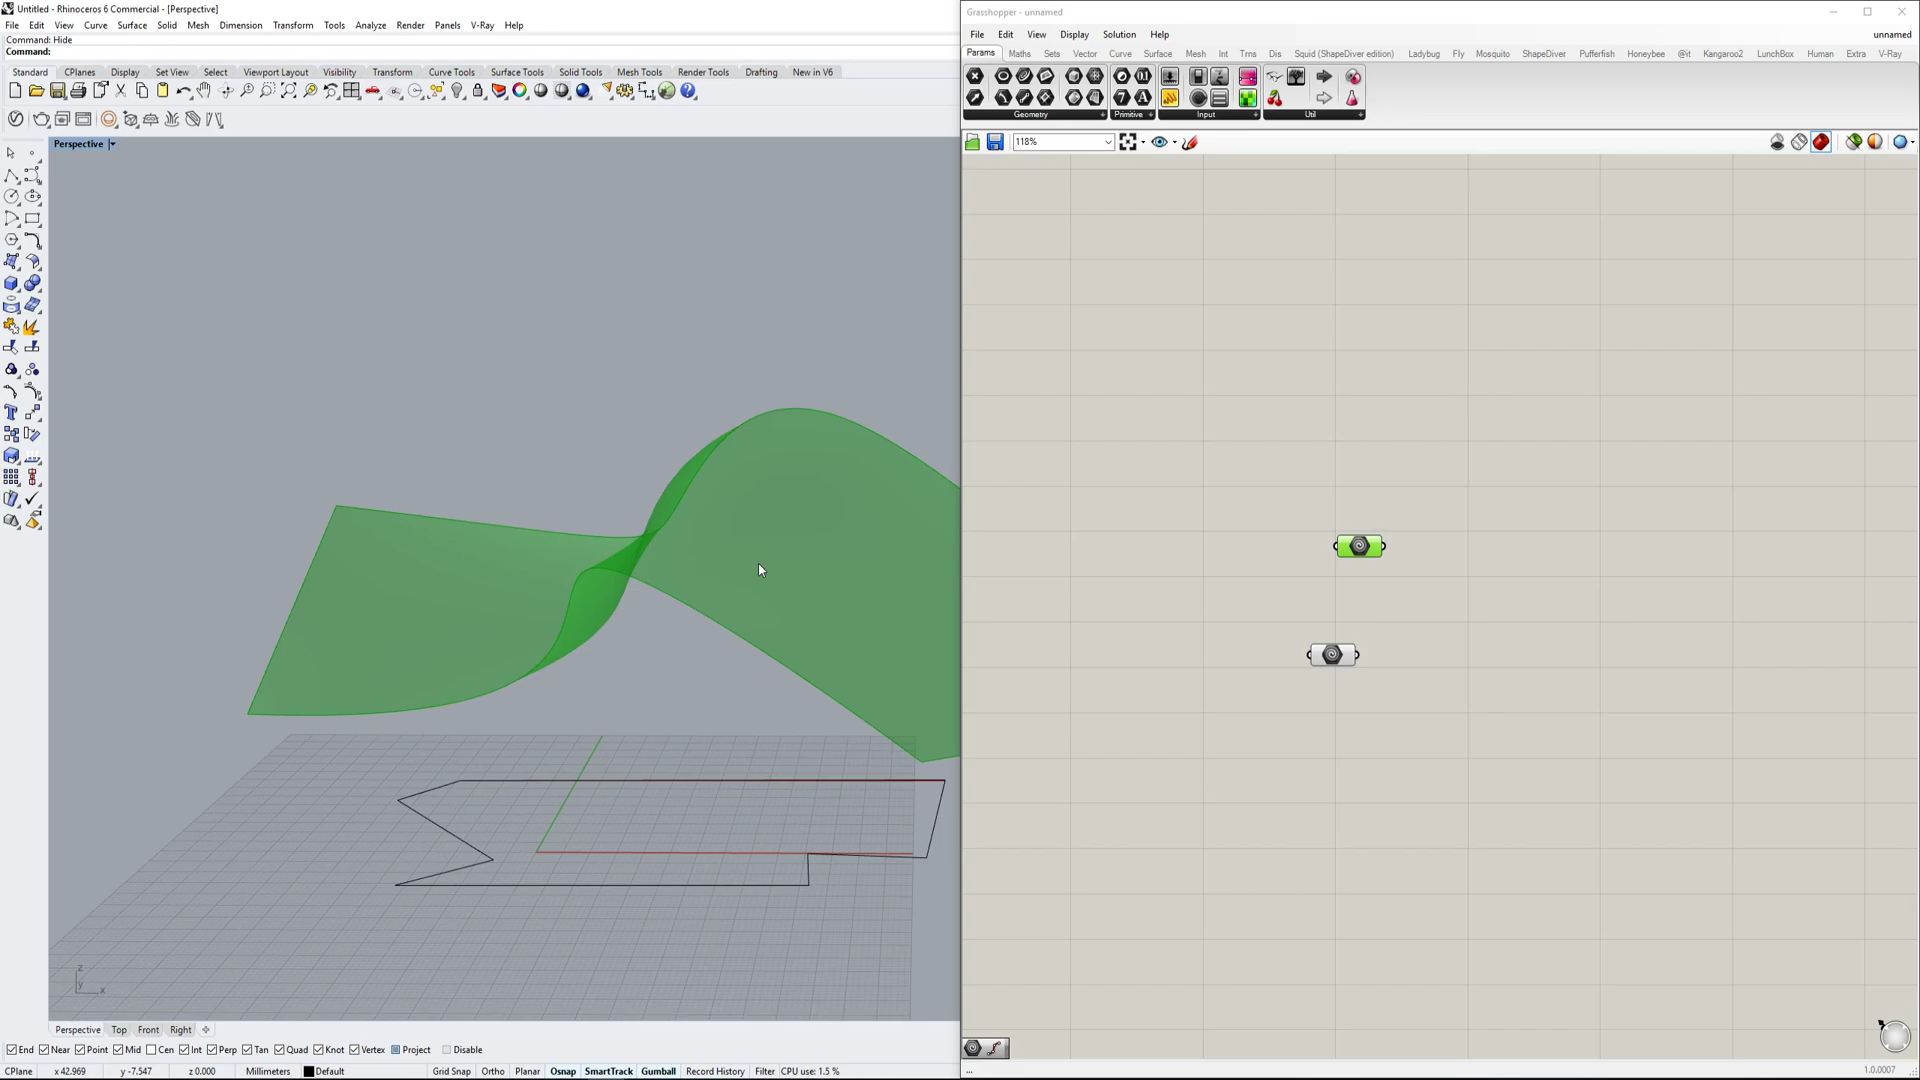 Untitled - Rhinoceros 6 Commercial - [Perspective]
File Edit View Curve Surface Solid Mesh Dimension Transform Tools Analyze Render Panels V-Ray Help
Command: Hide
Command:
Standard CPlanes Display Set View Select Viewport Layout Visibility Transform Curve Tools Surface Tools Solid Tools Mesh Tools Render Tools Drafting New in V6
Perspective
z
y
x
Perspective Top Front Right
End Near Point Mid Cen Int Perp Tan Quad Knot Vertex Project Disable
CPlane x 42.969 y -7.547 z 0.000 Millimeters Default Grid Snap Ortho Planar Osnap SmartTrack Gumball Record History Filter CPU use: 1.5 %
Grasshopper - unnamed
File Edit View Display Solution Help unnamed
Params Maths Sets Vector Curve Surface Mesh Int Trns Dis Squid (ShapeDiver edition) Ladybug Fly Mosquito ShapeDiver Pufferfish Honeybee @it Kangaroo2 LunchBox Human Extra V-Ray
Geometry Primitive Input Util
118%
...
1.0.0007